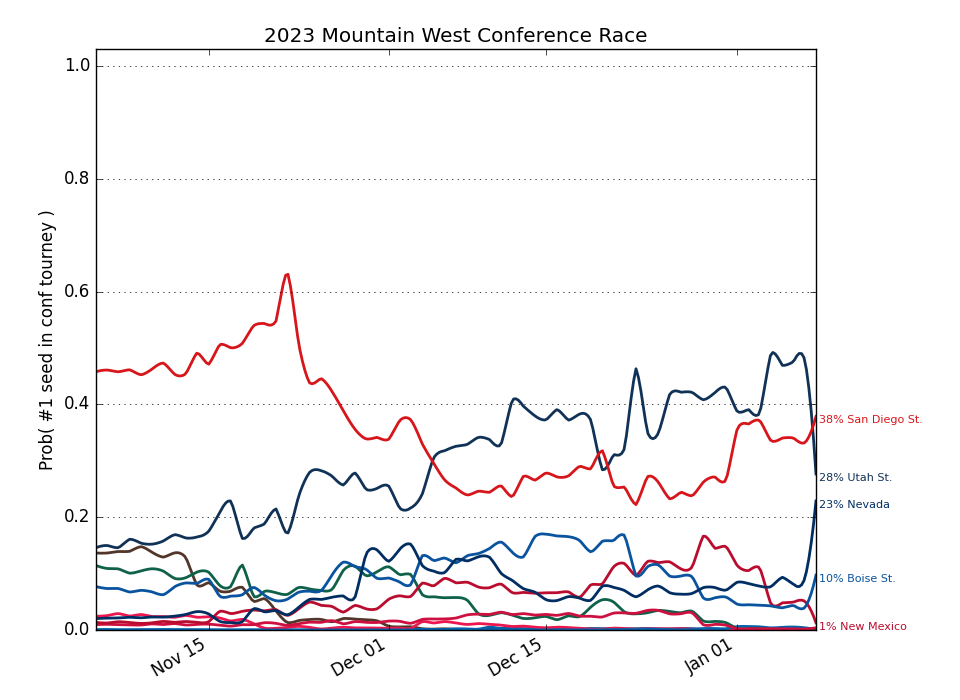 2023 Mountain West Conference Race
Prob( #1 seed in conf tourney )
1.0
0.8
0.6
0.4
0.2
0.0
Nov 15
Dec 01
Dec 15
Jan 01
38% San Diego St.
28% Utah St.
23% Nevada
10% Boise St.
1% New Mexico